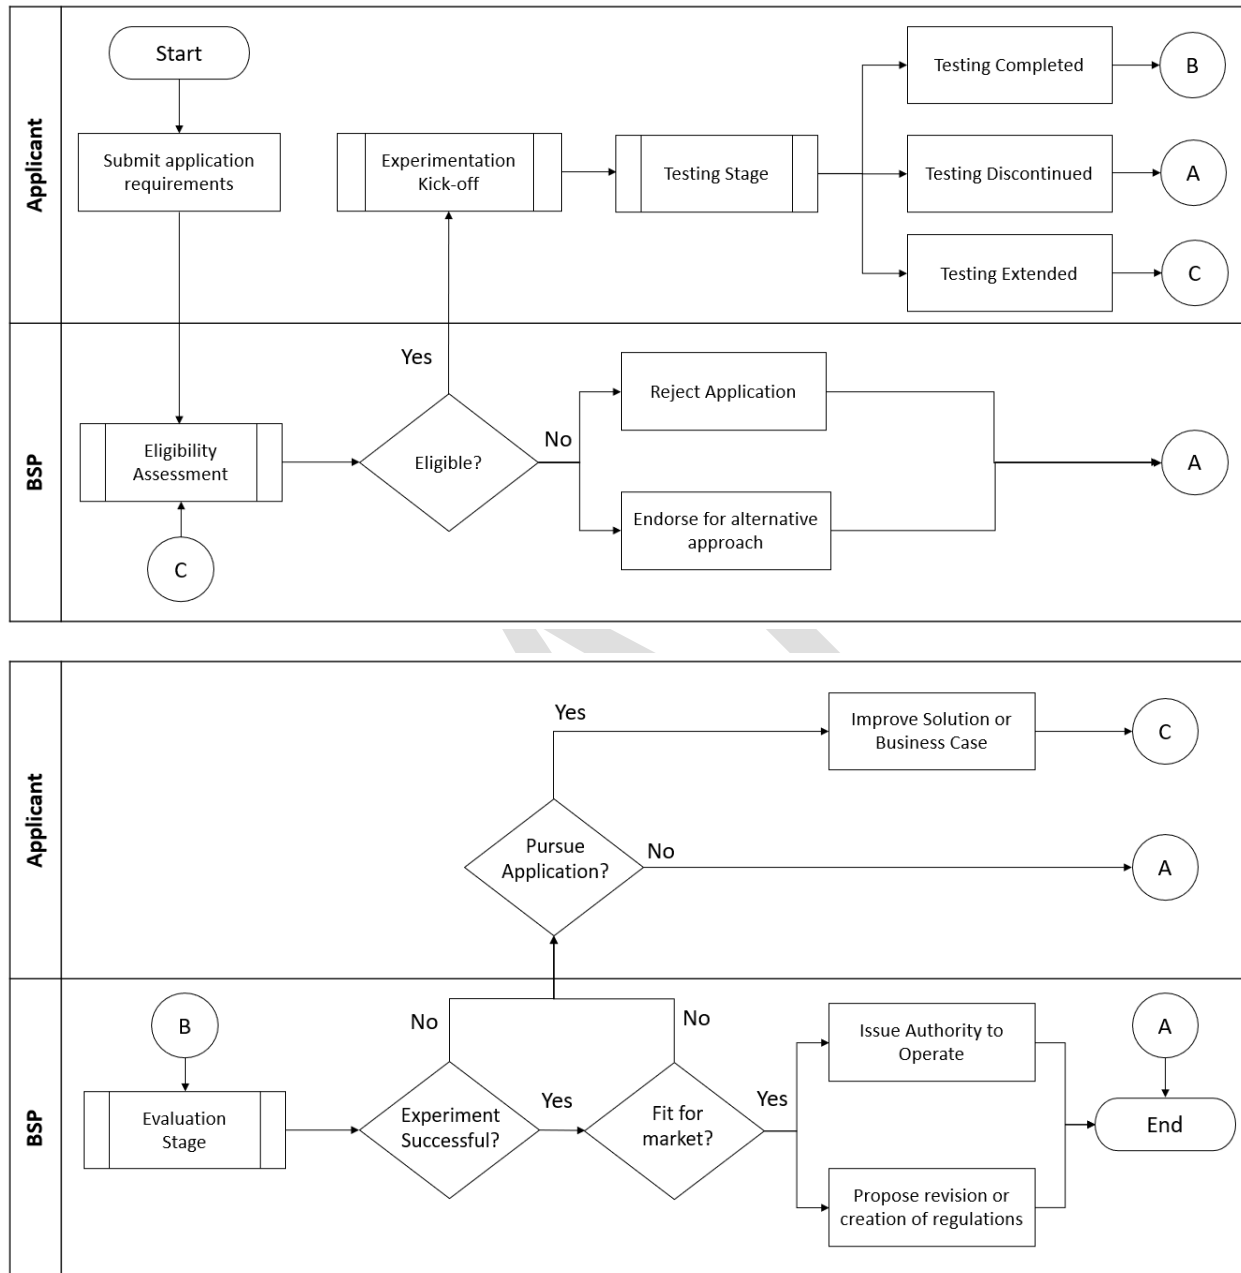 Applicant
Start
Submit application
requirements
Experimentation
Kick-off
Testing Stage
Testing Completed
B
Testing Discontinued
A
Testing Extended
C
BSP
Eligibility
Assessment
C
Eligible?
Yes
No
Reject Application
Endorse for alternative
approach
A
Applicant
Pursue
Application?
Yes
Improve Solution or
Business Case
C
No
A
BSP
B
Evaluation
Stage
Experiment
Successful?
No
Yes
Fit for
market?
No
Yes
Issue Authority to
Operate
Propose revision or
creation of regulations
A
End